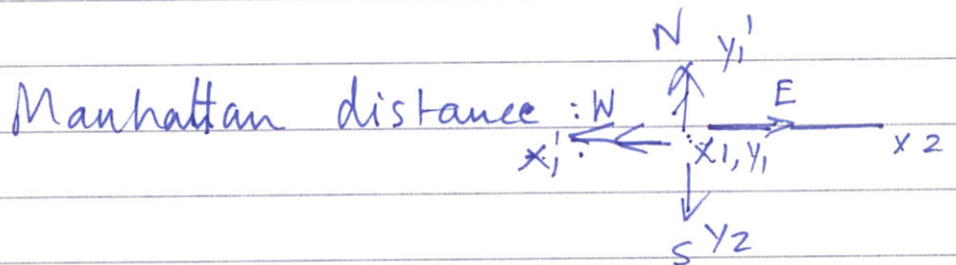 N y₁'
Manhattan distance : W E
x₁' x1, y₁ x2
S y2